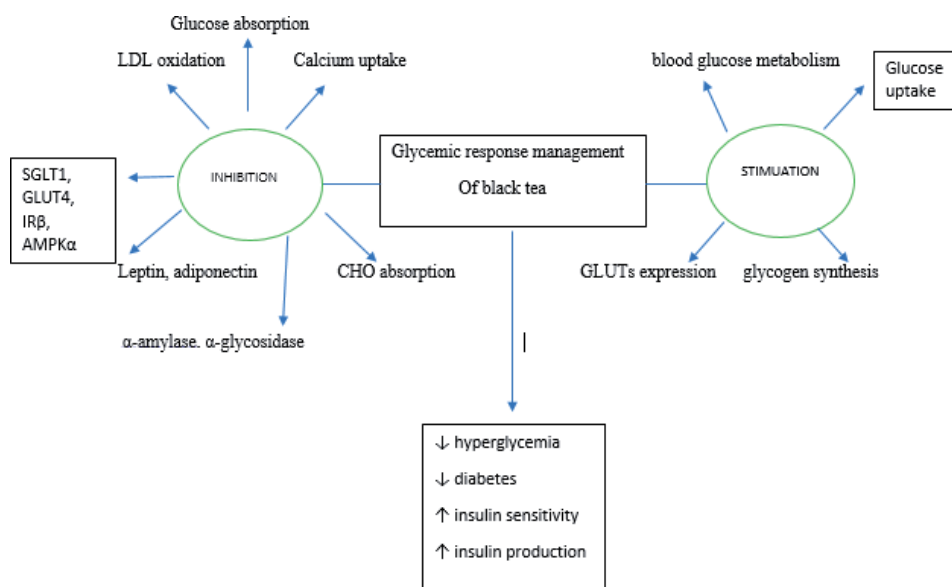 Glucose absorption
LDL oxidation
Calcium uptake
blood glucose metabolism
Glucose
uptake
Glycemic response management
Of black tea
INHIBITION
STIMUATION
SGLT1,
GLUT4,
IRβ,
AMPKα
Leptin, adiponectin
CHO absorption
GLUTs expression
glycogen synthesis
α-amylase. α-glycosidase
↓ hyperglycemia
↓ diabetes
↑ insulin sensitivity
↑ insulin production